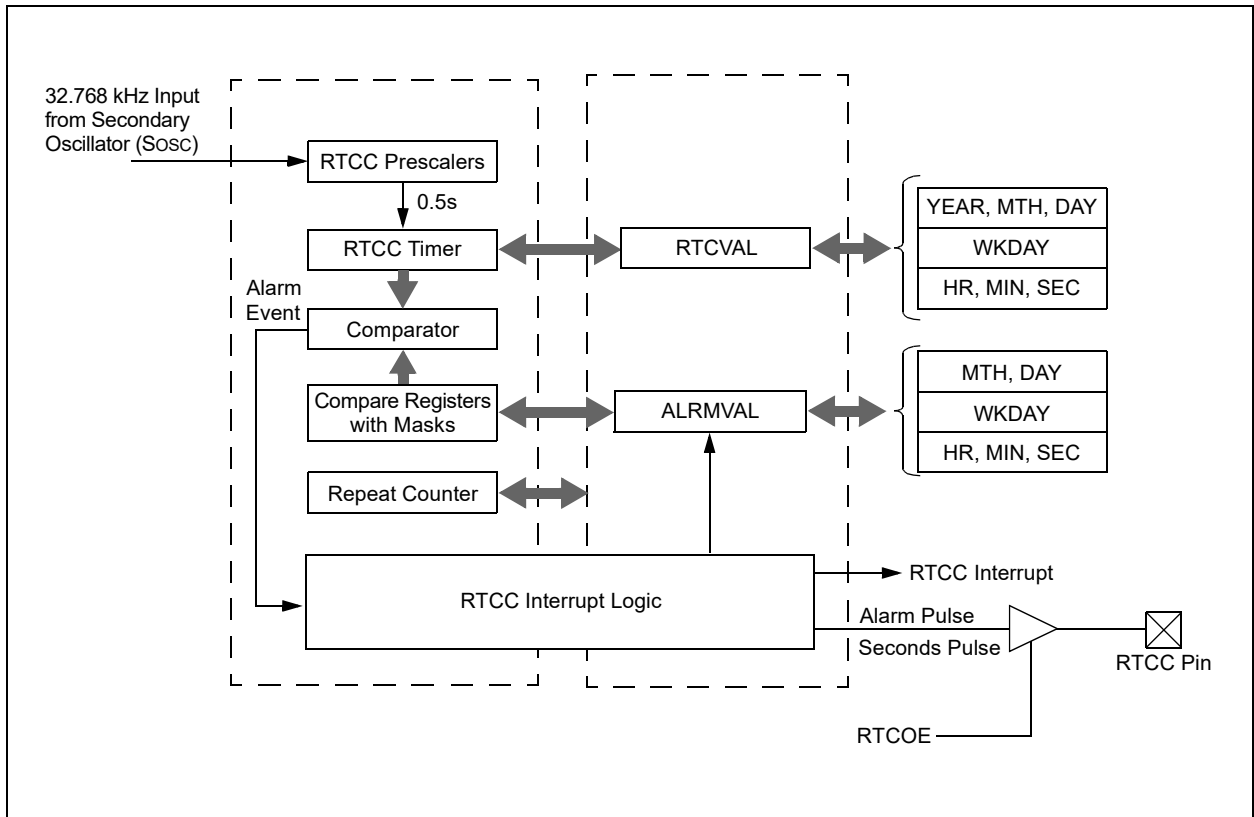 32.768 kHz Input
from Secondary
Oscillator (SOSC)
RTCC Prescalers
0.5s
RTCC Timer
RTCVAL
YEAR, MTH, DAY
WKDAY
HR, MIN, SEC
Alarm
Event
Comparator
Compare Registers
with Masks
ALRMVAL
MTH, DAY
WKDAY
HR, MIN, SEC
Repeat Counter
RTCC Interrupt Logic
RTCC Interrupt
Alarm Pulse
Seconds Pulse
RTCC Pin
RTCOE